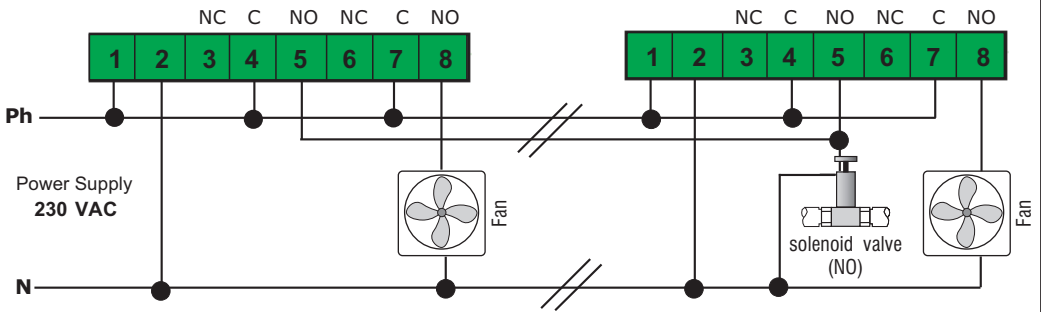 NC C NO NC C NO
NC C NO NC C NO
1 2 3 4 5 6 7 8
1 2 3 4 5 6 7 8
Ph
Power Supply
230 VAC
Fan
solenoid valve
(NO)
Fan
N